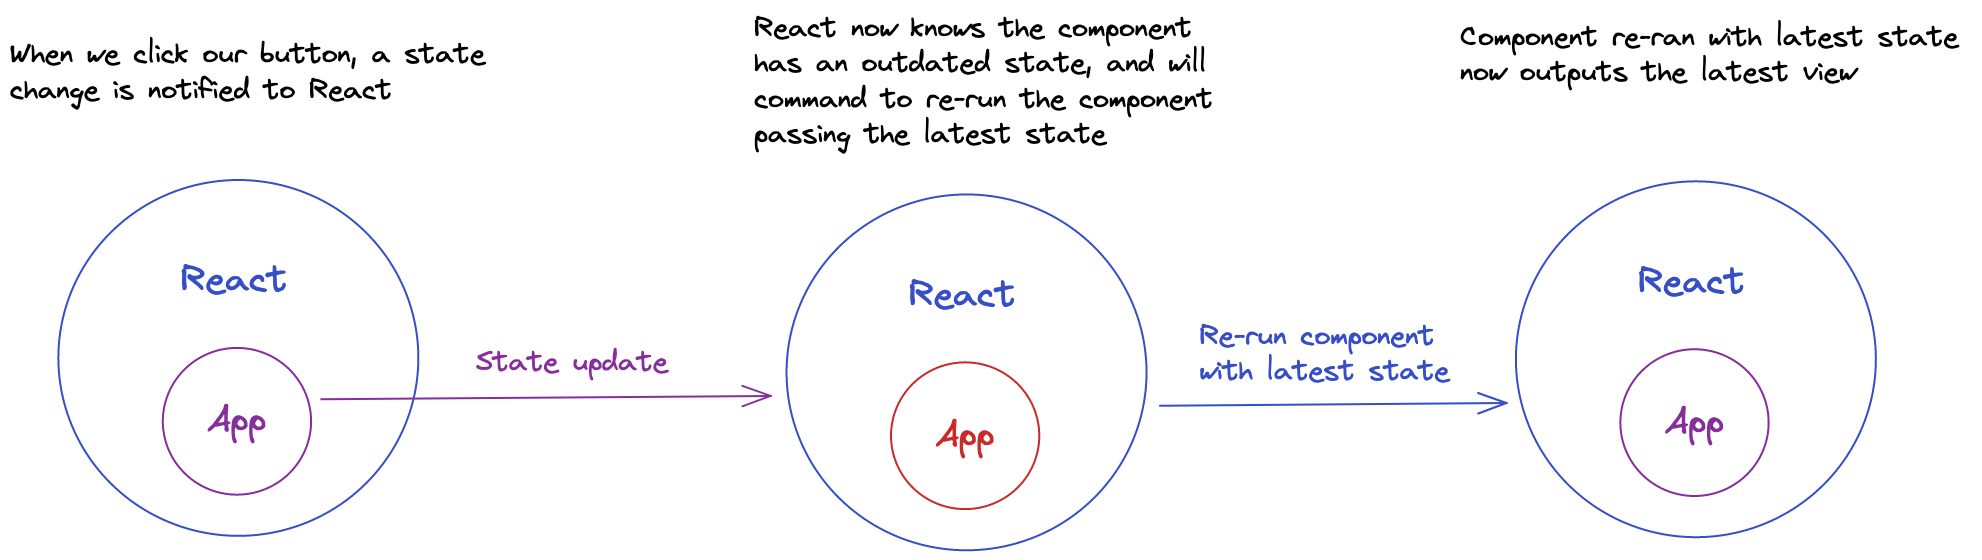 When we click our button, a state
change is notified to React
React now knows the component
has an outdated state, and will
command to re-run the component
passing the latest state
Component re-ran with latest state
now outputs the latest view
React
App
State update
React
App
Re-run component
with latest state
React
App